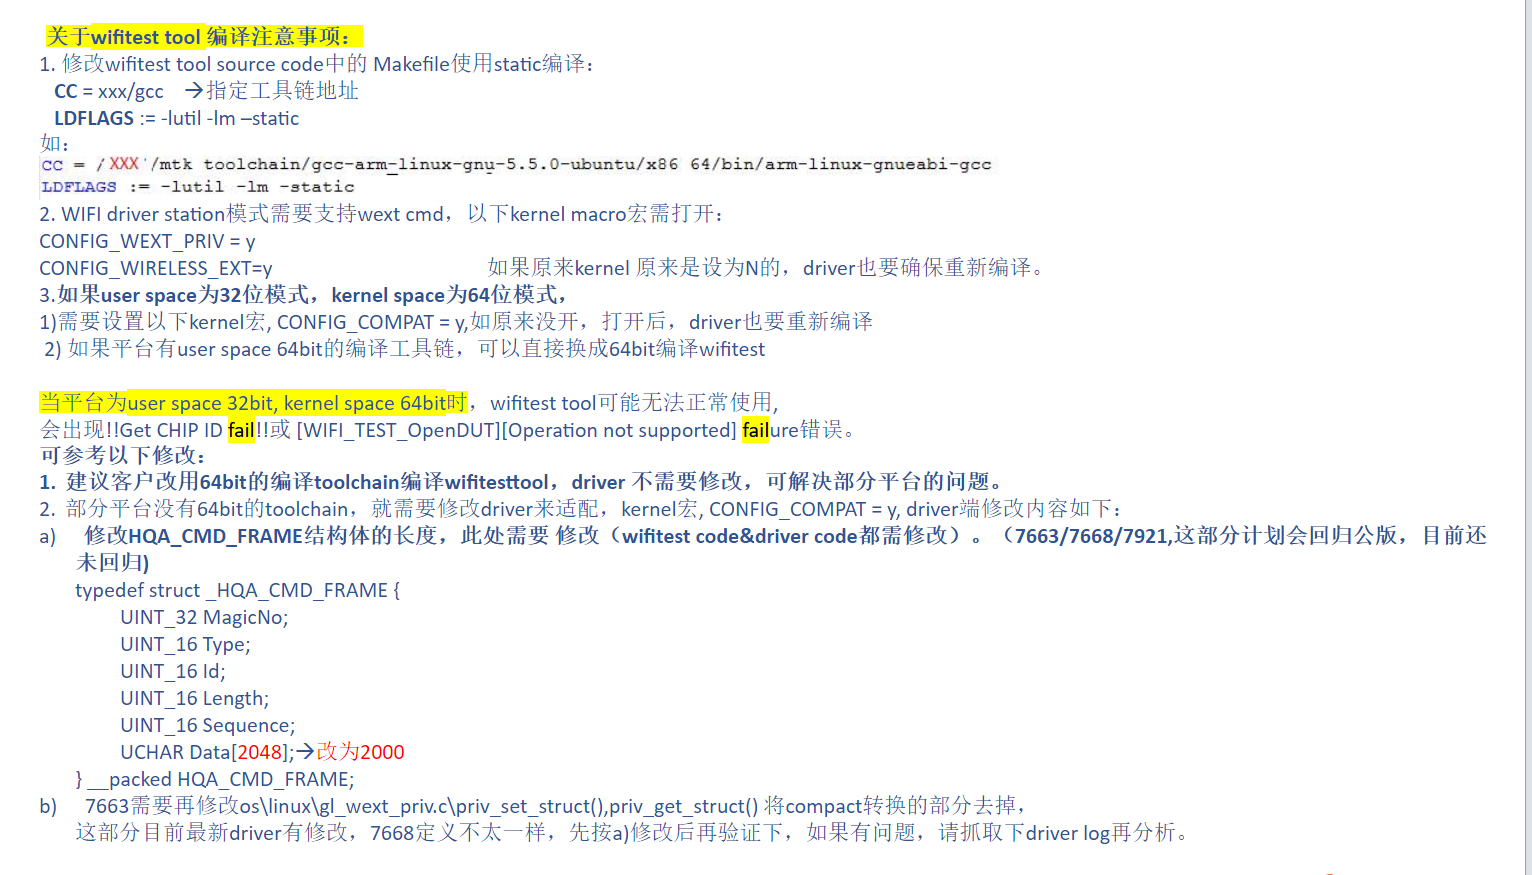 关于wifitest tool 编译注意事项：
1. 修改wifitest tool source code中的 Makefile使用static编译：
CC = xxx/gcc →指定工具链地址
LDFLAGS := -lutil -lm –static
如：
CC = /XXX'/mtk toolchain/gcc-arm_linux-gnu-5.5.0-ubuntu/x86 64/bin/arm-linux-gnueabi-gcc
LDFLAGS := -lutil -lm -static
2. WIFI driver station模式需要支持wext cmd，以下kernel macro宏需打开：
CONFIG_WEXT_PRIV = y
CONFIG_WIRELESS_EXT=y 如果原来kernel 原来是设为N的，driver也要确保重新编译。
3.如果user space为32位模式，kernel space为64位模式，
1)需要设置以下kernel宏, CONFIG_COMPAT = y,如原来没开，打开后，driver也要重新编译
2) 如果平台有user space 64bit的编译工具链，可以直接换成64bit编译wifitest
当平台为user space 32bit, kernel space 64bit时，wifitest tool可能无法正常使用,
会出现!!Get CHIP ID fail!!或 [WIFI_TEST_OpenDUT][Operation not supported] failure错误。
可参考以下修改：
1. 建议客户改用64bit的编译toolchain编译wifitesttool，driver 不需要修改，可解决部分平台的问题。
2. 部分平台没有64bit的toolchain，就需要修改driver来适配，kernel宏, CONFIG_COMPAT = y, driver端修改内容如下：
a) 修改HQA_CMD_FRAME结构体的长度，此处需要 修改（wifitest code&driver code都需修改）。（7663/7668/7921,这部分计划会回归公版，目前还
未回归)
typedef struct _HQA_CMD_FRAME {
UINT_32 MagicNo;
UINT_16 Type;
UINT_16 Id;
UINT_16 Length;
UINT_16 Sequence;
UCHAR Data[2048];→改为2000
} __packed HQA_CMD_FRAME;
b) 7663需要再修改os\linux\gl_wext_priv.c\priv_set_struct(),priv_get_struct() 将compact转换的部分去掉，
这部分目前最新driver有修改，7668定义不太一样，先按a)修改后再验证下，如果有问题，请抓取下driver log再分析。